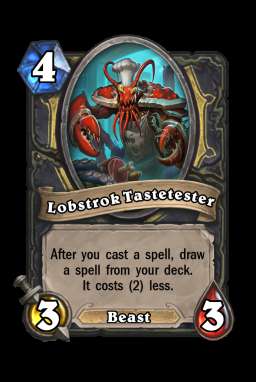 4
Lobstrok Tastetester
After you cast a spell, draw
a spell from your deck.
It costs (2) less.
3 Beast 3